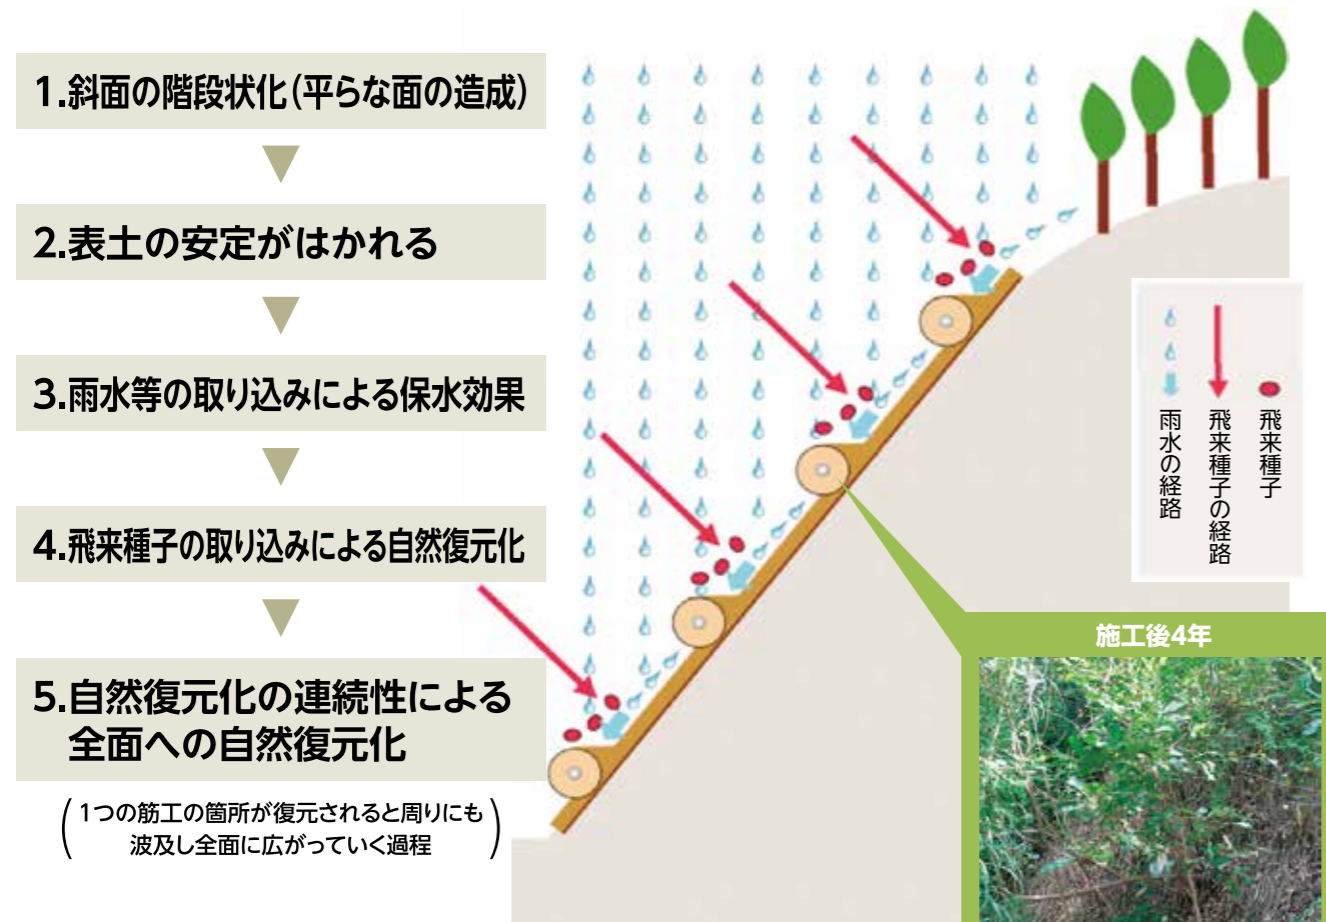 1.斜面の階段状化(平らな面の造成)
2.表土の安定がはかれる
3.雨水等の取り込みによる保水効果
4.飛来種子の取り込みによる自然復元化
5.自然復元化の連続性による
全面への自然復元化
(1つの筋工の箇所が復元されると周りにも
波及し全面に広がっていく過程)
飛来種子
飛来種子の経路
雨水の経路
施工後4年